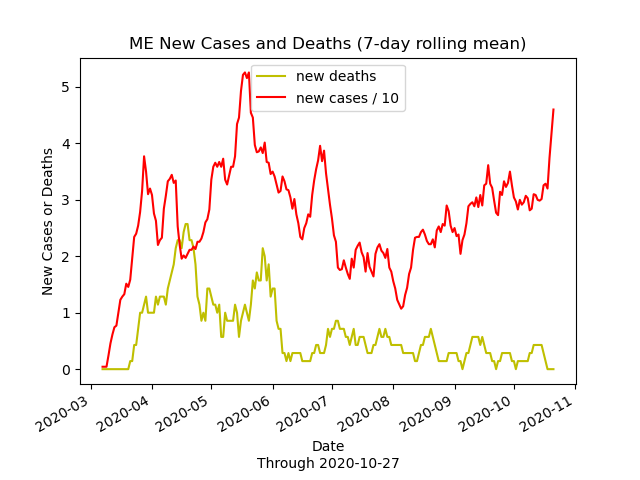 ME New Cases and Deaths (7-day rolling mean)
new deaths
new cases / 10
New Cases or Deaths
5
4
3
2
1
0
2020-03
2020-04
2020-05
2020-06
2020-07
2020-08
2020-09
2020-10
2020-11
Date
Through 2020-10-27